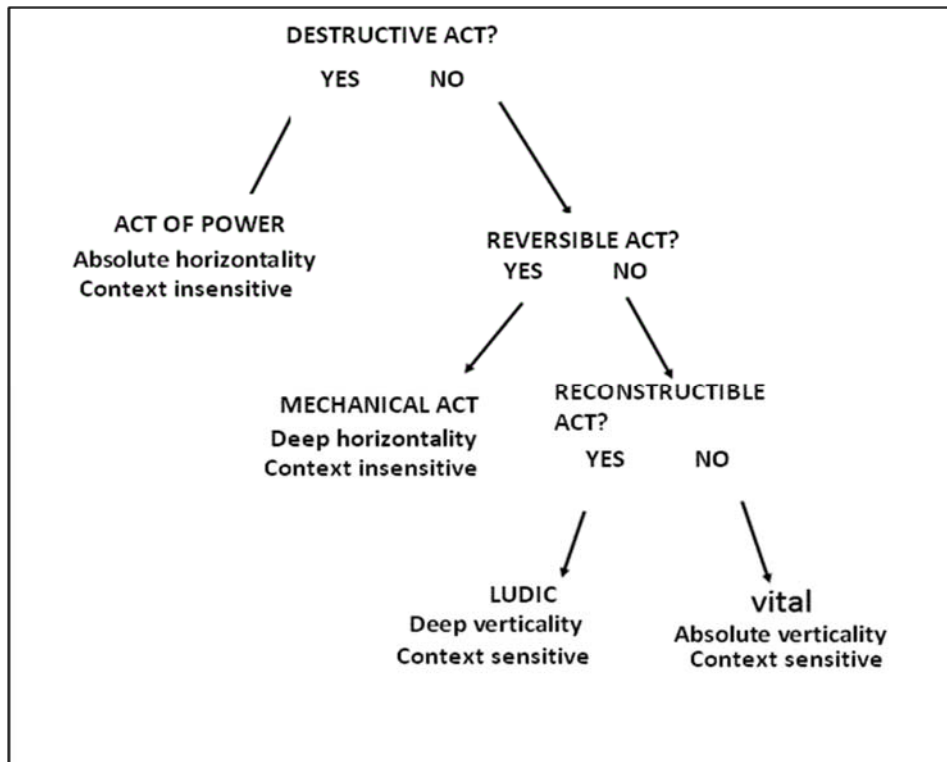 DESTRUCTIVE ACT?
YES NO
ACT OF POWER
Absolute horizontality
Context insensitive
REVERSIBLE ACT?
YES NO
MECHANICAL ACT
Deep horizontality
Context insensitive
RECONSTRUCTIBLE
ACT?
YES NO
LUDIC
Deep verticality
Context sensitive
vital
Absolute verticality
Context sensitive